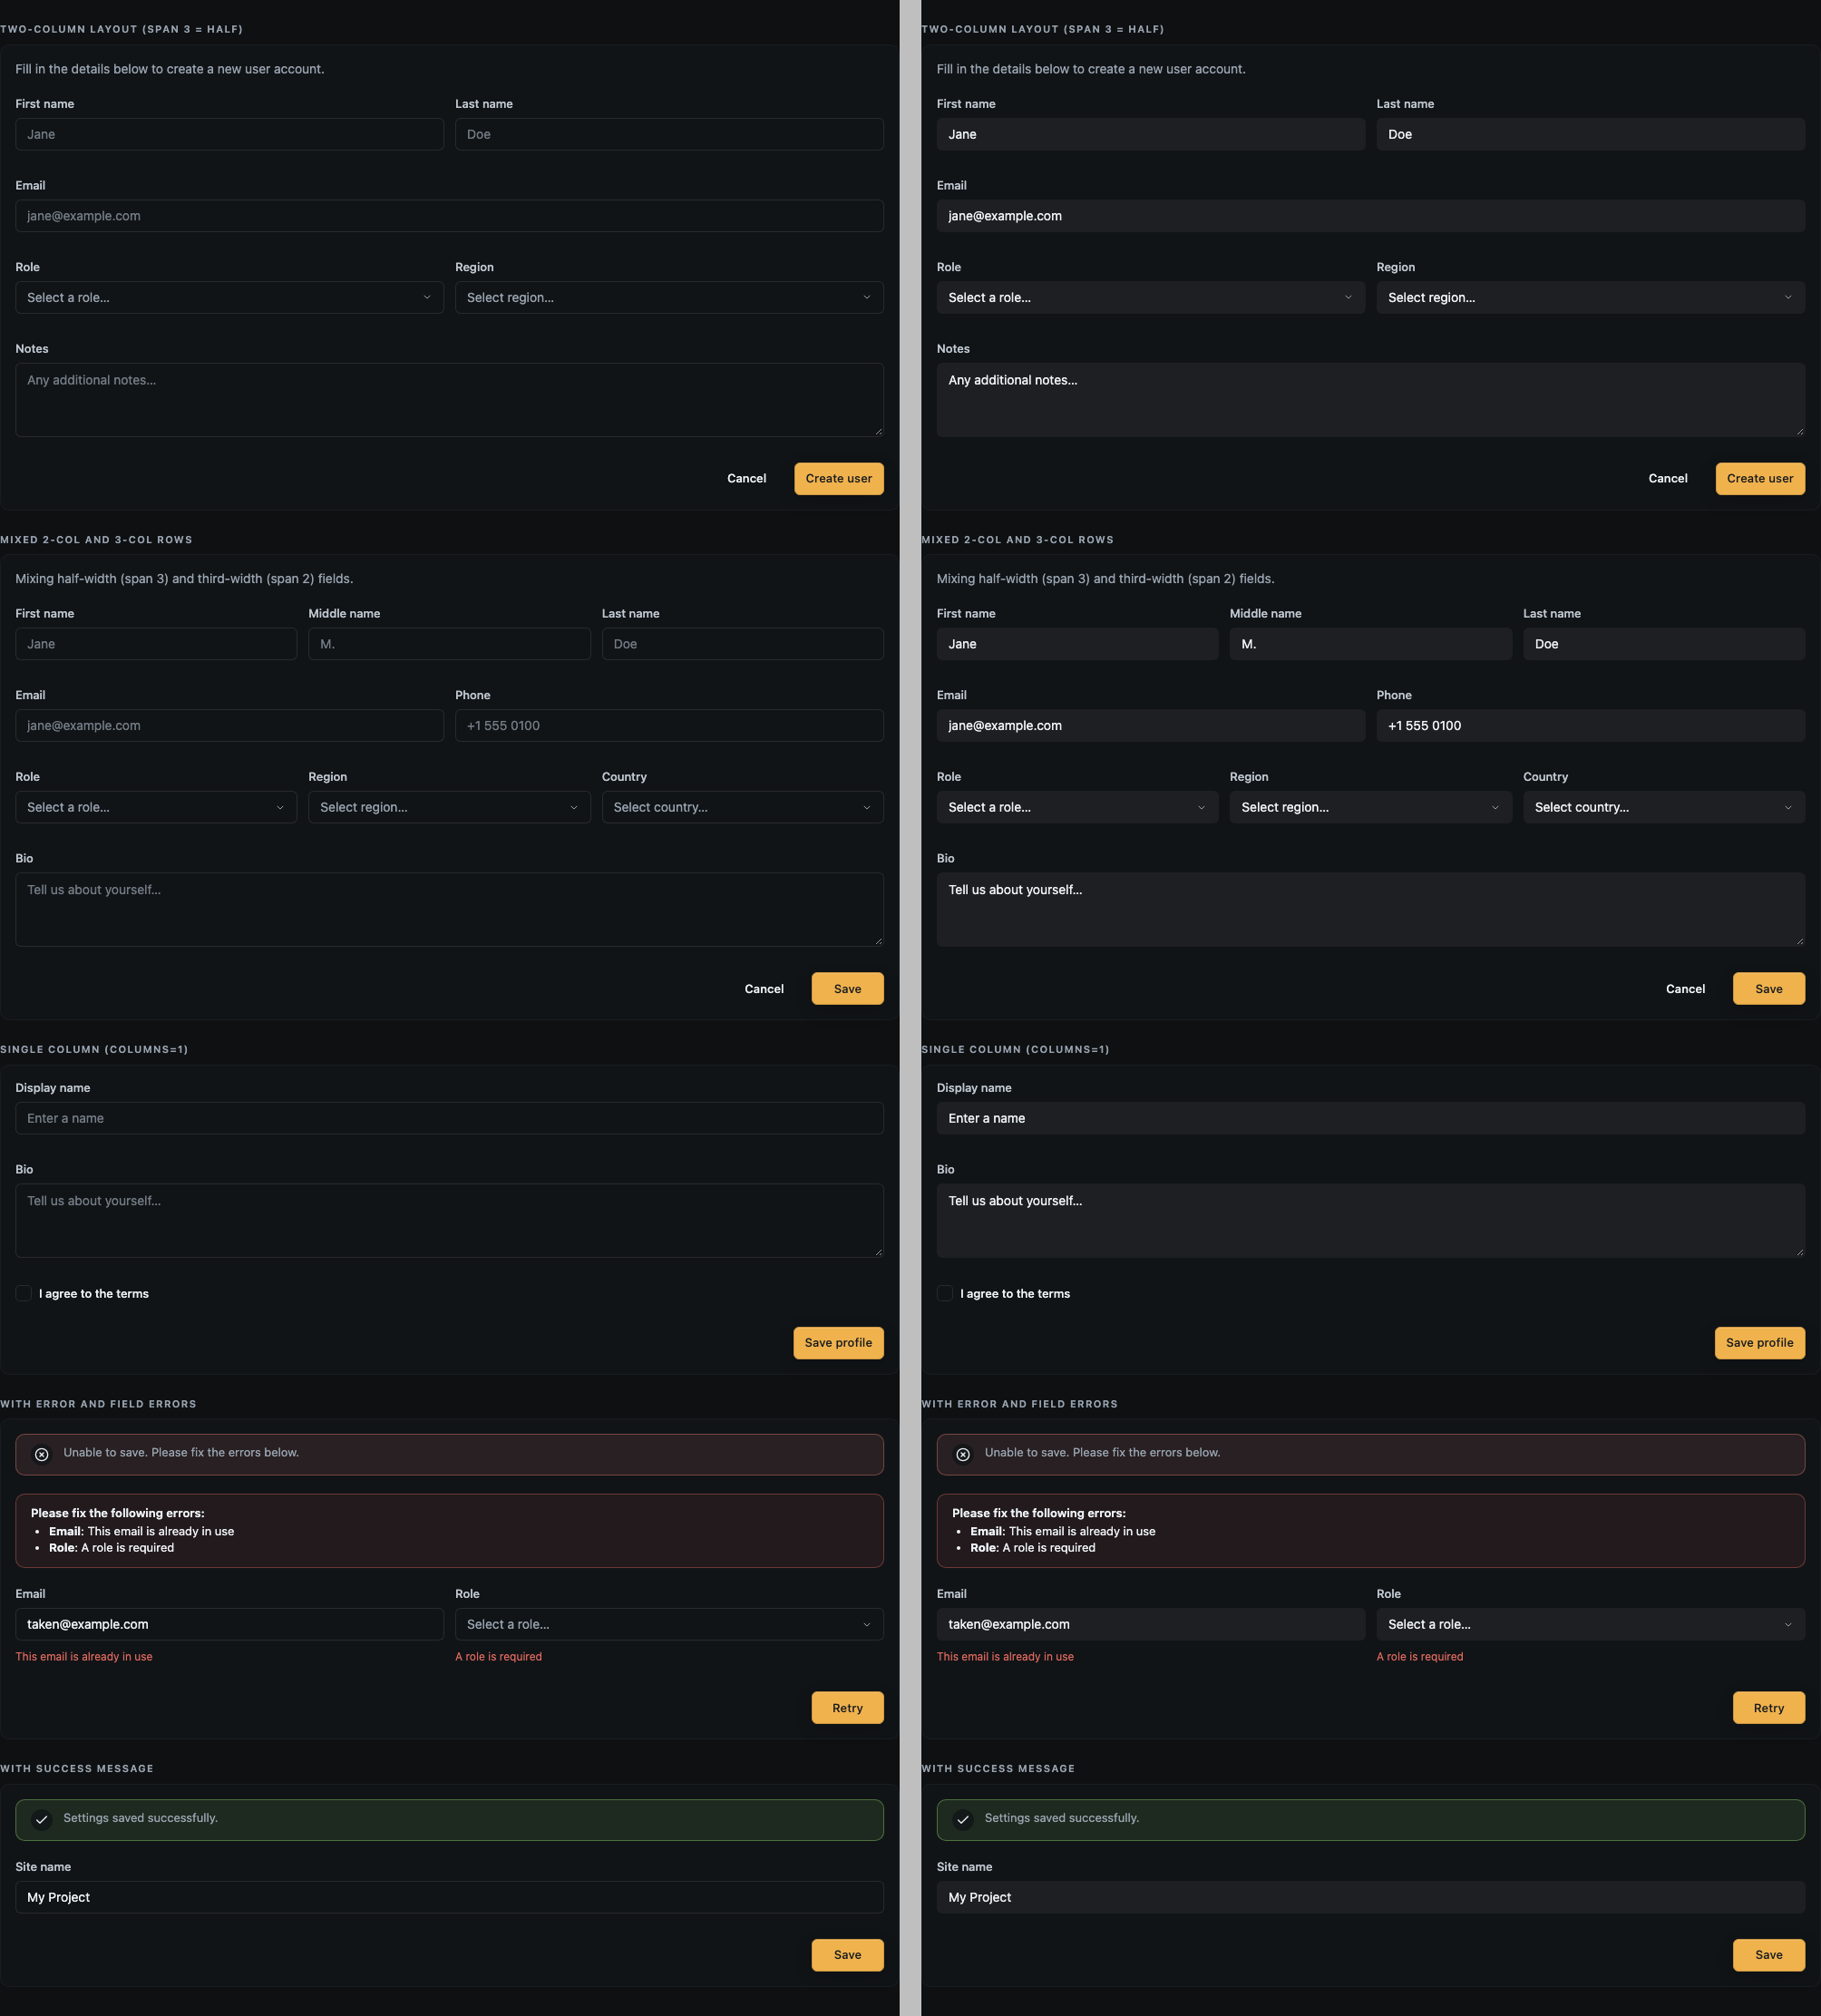 TWO-COLUMN LAYOUT (SPAN 3 = HALF)
Fill in the details below to create a new user account.
First name Last name
Jane Doe
Email
jane@example.com
Role Region
Select a role... Select region...
Notes
Any additional notes...
Cancel Create user
MIXED 2-COL AND 3-COL ROWS
Mixing half-width (span 3) and third-width (span 2) fields.
First name Middle name Last name
Jane M. Doe
Email Phone
jane@example.com +1 555 0100
Role Region Country
Select a role... Select region... Select country...
Bio
Tell us about yourself...
Cancel Save
SINGLE COLUMN (COLUMNS=1)
Display name
Enter a name
Bio
Tell us about yourself...
I agree to the terms
Save profile
WITH ERROR AND FIELD ERRORS
Unable to save. Please fix the errors below.
Please fix the following errors:
• Email: This email is already in use
• Role: A role is required
Email Role
taken@example.com Select a role...
This email is already in use A role is required
Retry
WITH SUCCESS MESSAGE
Settings saved successfully.
Site name
My Project
Save
TWO-COLUMN LAYOUT (SPAN 3 = HALF)
Fill in the details below to create a new user account.
First name Last name
Jane Doe
Email
jane@example.com
Role Region
Select a role... Select region...
Notes
Any additional notes...
Cancel Create user
MIXED 2-COL AND 3-COL ROWS
Mixing half-width (span 3) and third-width (span 2) fields.
First name Middle name Last name
Jane M. Doe
Email Phone
jane@example.com +1 555 0100
Role Region Country
Select a role... Select region... Select country...
Bio
Tell us about yourself...
Cancel Save
SINGLE COLUMN (COLUMNS=1)
Display name
Enter a name
Bio
Tell us about yourself...
I agree to the terms
Save profile
WITH ERROR AND FIELD ERRORS
Unable to save. Please fix the errors below.
Please fix the following errors:
• Email: This email is already in use
• Role: A role is required
Email Role
taken@example.com Select a role...
This email is already in use A role is required
Retry
WITH SUCCESS MESSAGE
Settings saved successfully.
Site name
My Project
Save